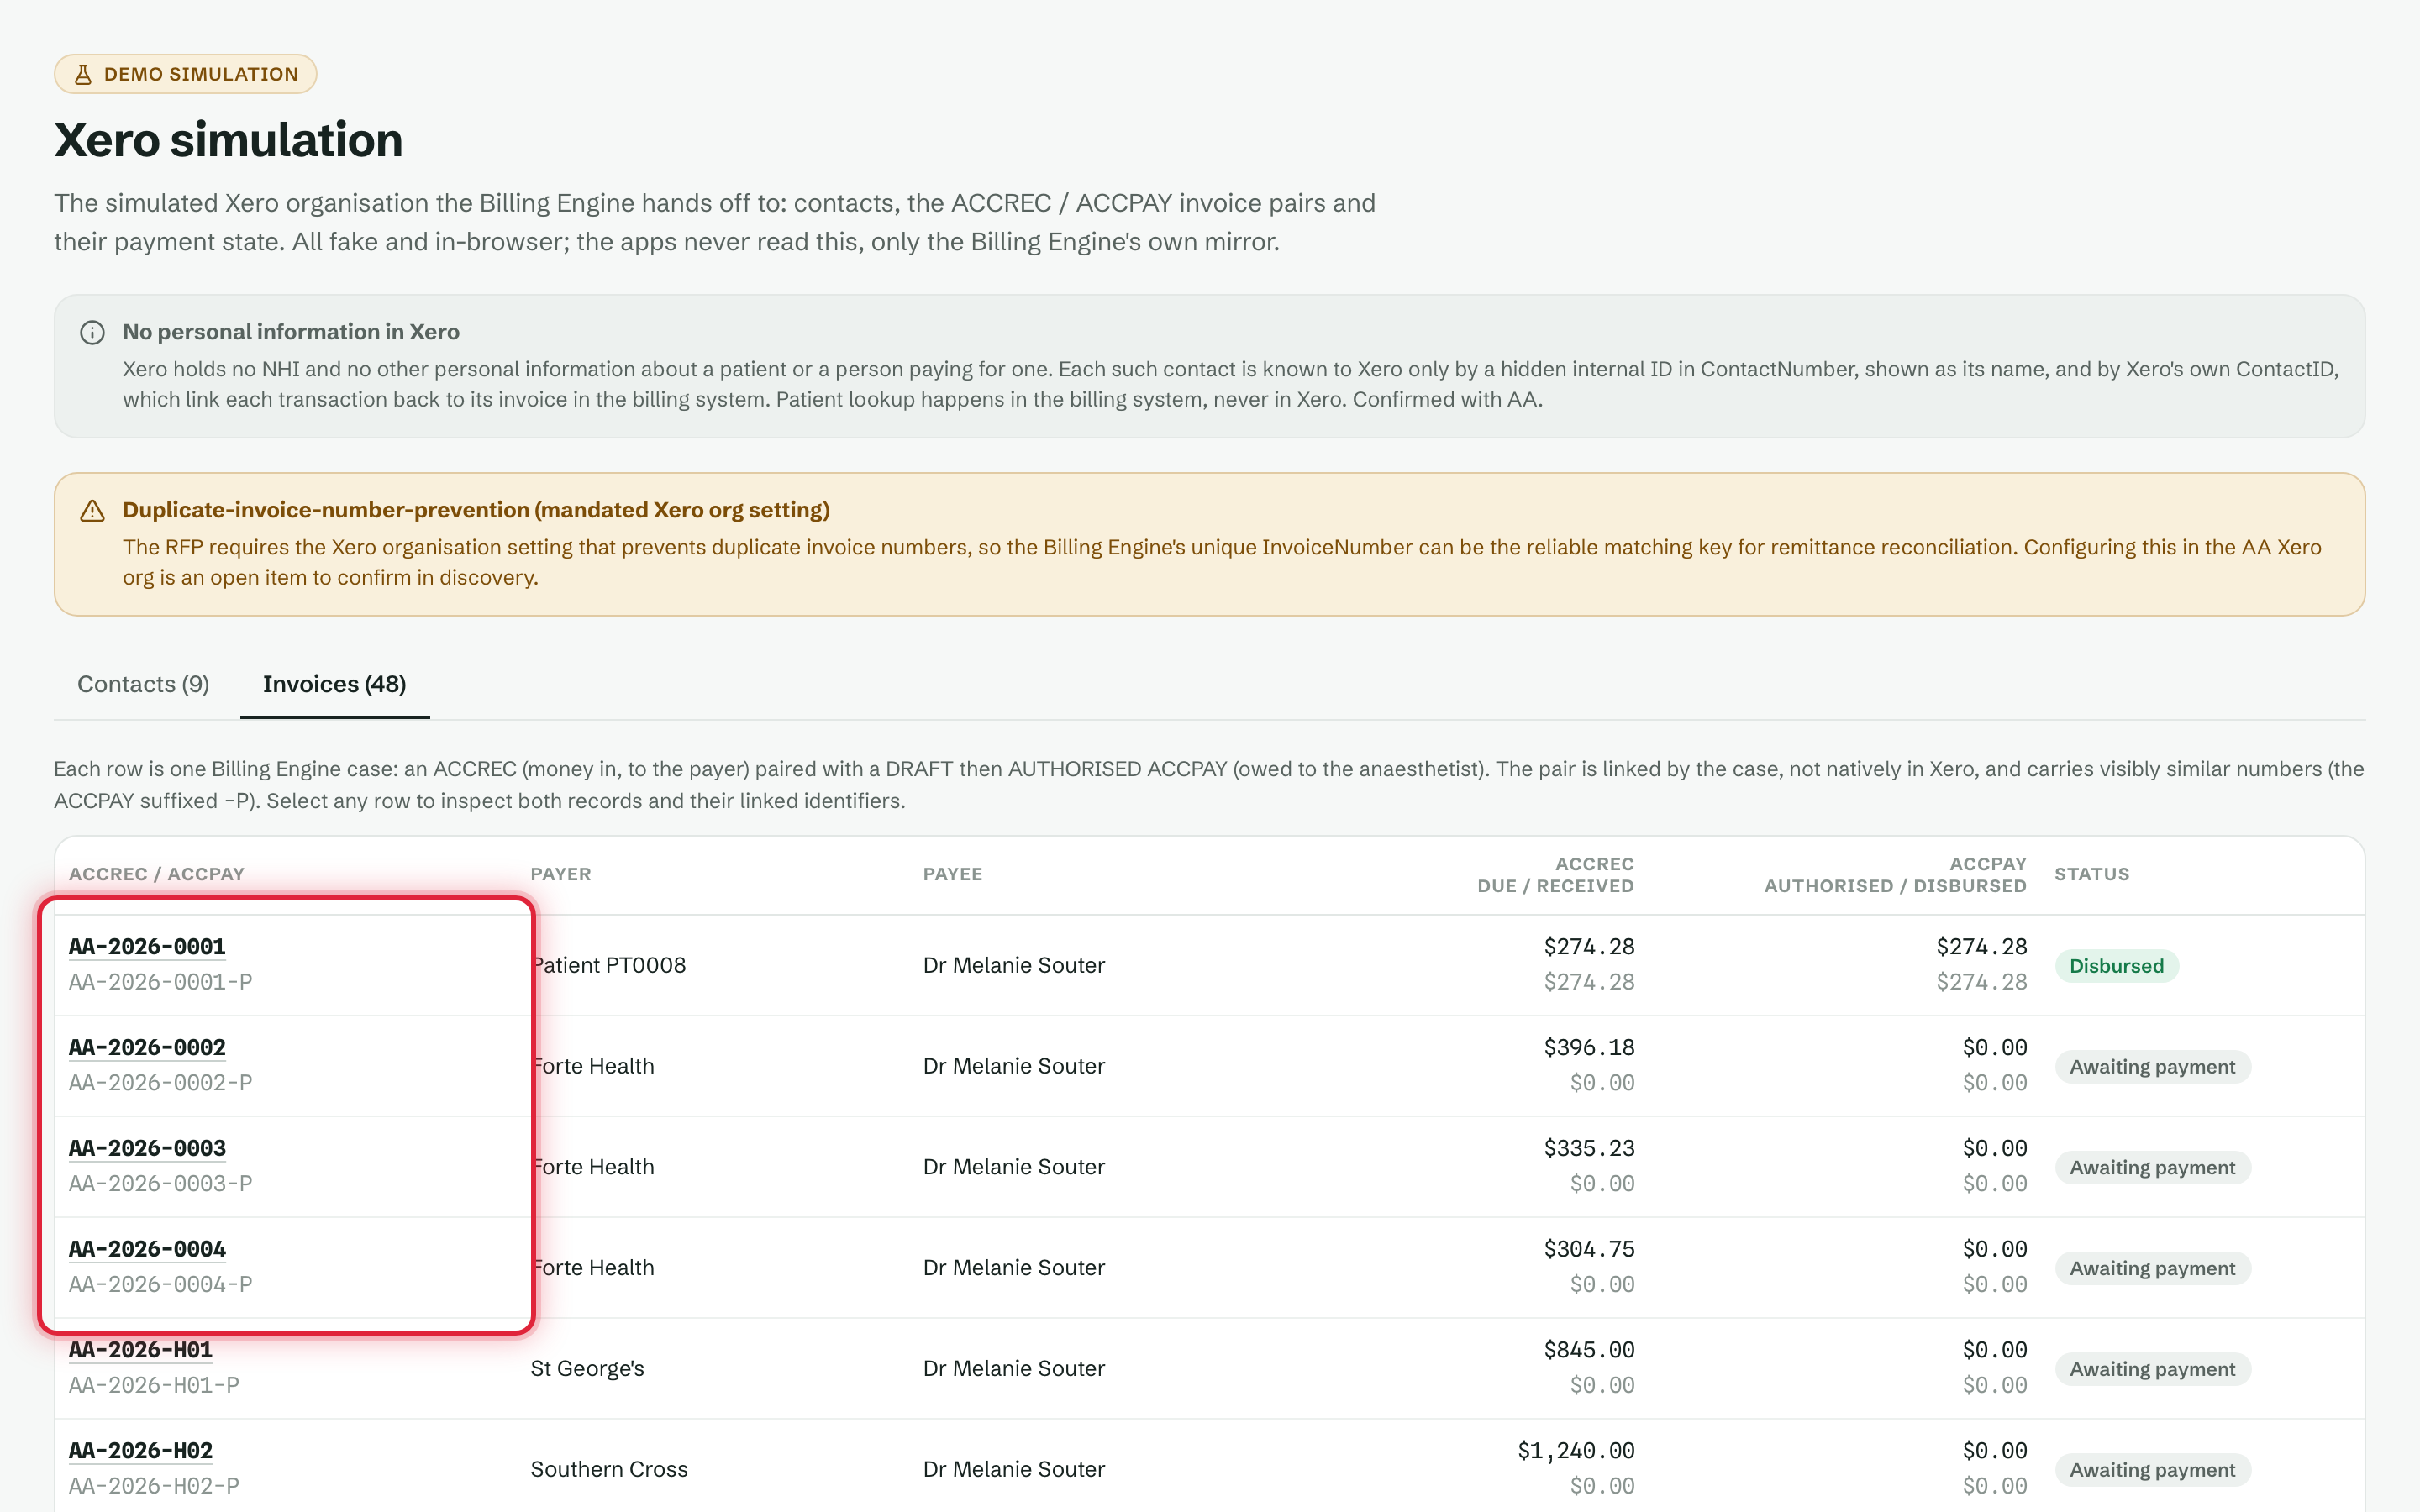 DEMO SIMULATION
Xero simulation
The simulated Xero organisation the Billing Engine hands off to: contacts, the ACCREC / ACCPAY invoice pairs and
their payment state. All fake and in-browser; the apps never read this, only the Billing Engine's own mirror.
No personal information in Xero
Xero holds no NHI and no other personal information about a patient or a person paying for one. Each such contact is known to Xero only by a hidden internal ID in ContactNumber, shown as its name, and by Xero's own ContactID,
which link each transaction back to its invoice in the billing system. Patient lookup happens in the billing system, never in Xero. Confirmed with AA.
Duplicate-invoice-number-prevention (mandated Xero org setting)
The RFP requires the Xero organisation setting that prevents duplicate invoice numbers, so the Billing Engine's unique InvoiceNumber can be the reliable matching key for remittance reconciliation. Configuring this in the AA Xero
org is an open item to confirm in discovery.
Contacts (9) Invoices (48)
Each row is one Billing Engine case: an ACCREC (money in, to the payer) paired with a DRAFT then AUTHORISED ACCPAY (owed to the anaesthetist). The pair is linked by the case, not natively in Xero, and carries visibly similar numbers (the
ACCPAY suffixed -P). Select any row to inspect both records and their linked identifiers.
ACCREC / ACCPAY PAYER PAYEE ACCREC DUE / RECEIVED ACCPAY AUTHORISED / DISBURSED STATUS
AA-2026-0001 Patient PT0008 Dr Melanie Souter $274.28 $274.28 Disbursed
AA-2026-0001-P $274.28 $274.28
AA-2026-0002 Forte Health Dr Melanie Souter $396.18 $0.00 Awaiting payment
AA-2026-0002-P $0.00 $0.00
AA-2026-0003 Forte Health Dr Melanie Souter $335.23 $0.00 Awaiting payment
AA-2026-0003-P $0.00 $0.00
AA-2026-0004 Forte Health Dr Melanie Souter $304.75 $0.00 Awaiting payment
AA-2026-0004-P $0.00 $0.00
AA-2026-H01 St George's Dr Melanie Souter $845.00 $0.00 Awaiting payment
AA-2026-H01-P $0.00 $0.00
AA-2026-H02 Southern Cross Dr Melanie Souter $1,240.00 $0.00 Awaiting payment
AA-2026-H02-P $0.00 $0.00